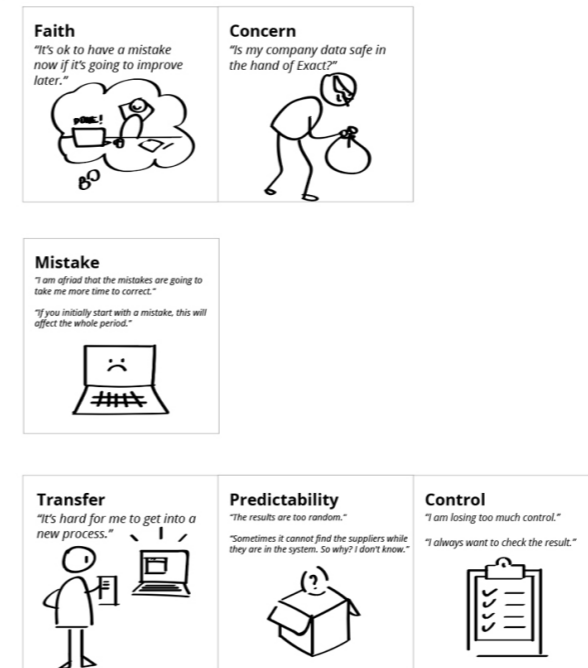 Faith
"It's ok to have a mistake
now if it's going to improve
later."
Concern
"Is my company data safe in
the hand of Exact?"
Mistake
"I am afriad that the mistakes are going to
take me more time to correct."
"If you initially start with a mistake, this will
affect the whole period."
Transfer
"It's hard for me to get into a
new process."
Predictability
"The results are too random."
"Sometimes it cannot find the suppliers while
they are in the system. So why? I don't know."
?
Control
"I am losing too much control."
"I always want to check the result."